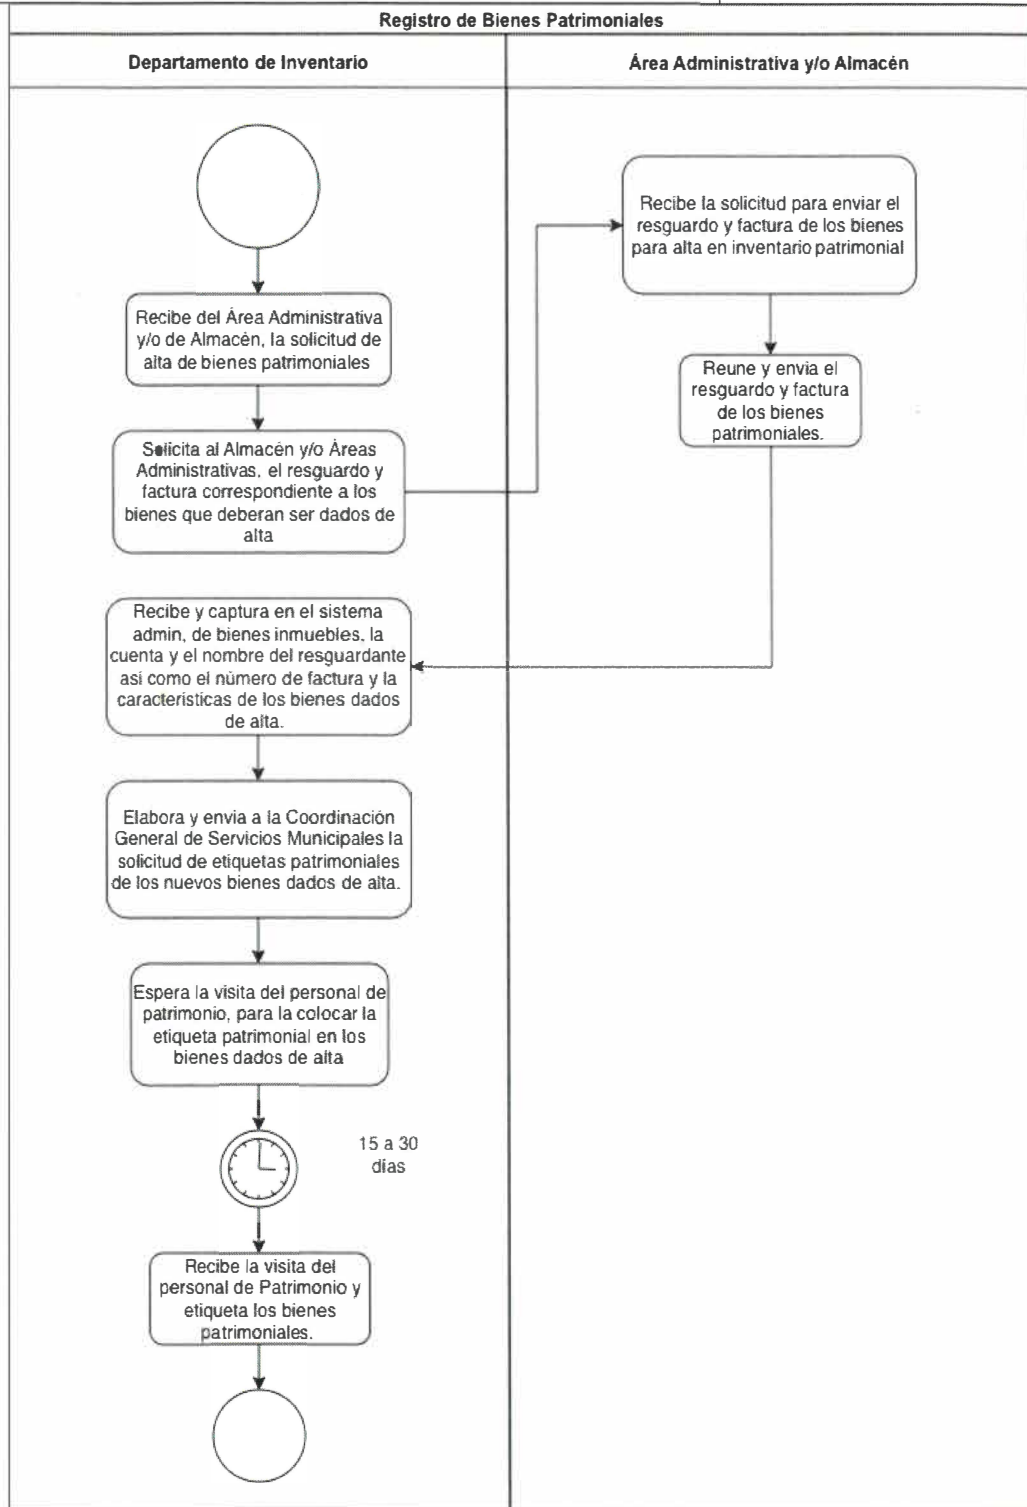 Registro de Bienes Patrimoniales
Departamento de Inventario
Área Administrativa y/o Almacén
Recibe del Área Administrativa
y/o de Almacén, la solicitud de
alta de bienes patrimoniales
Solicita al Almacén y/o Áreas
Administrativas, el resguardo y
factura correspondiente a los
bienes que deberan ser dados de
alta
Recibe la solicitud para enviar el
resguardo y factura de los bienes
para alta en inventario patrimonial
Reune y envia el
resguardo y factura
de los bienes
patrimoniales.
Recibe y captura en el sistema
admin, de bienes inmuebles, la
cuenta y el nombre del resguardante
asi como el número de factura y la
caracteristicas de los bienes dados
de alta.
Elabora y envia a la Coordinación
General de Servicios Municipales la
solicitud de etiquetas patrimoniales
de los nuevos bienes dados de alta.
Espera la visita del personal de
patrimonio, para la colocar la
etiqueta patrimonial en los
bienes dados de alta
15 a 30
días
Recibe la visita del
personal de Patrimonio y
etiqueta los bienes
patrimoniales.